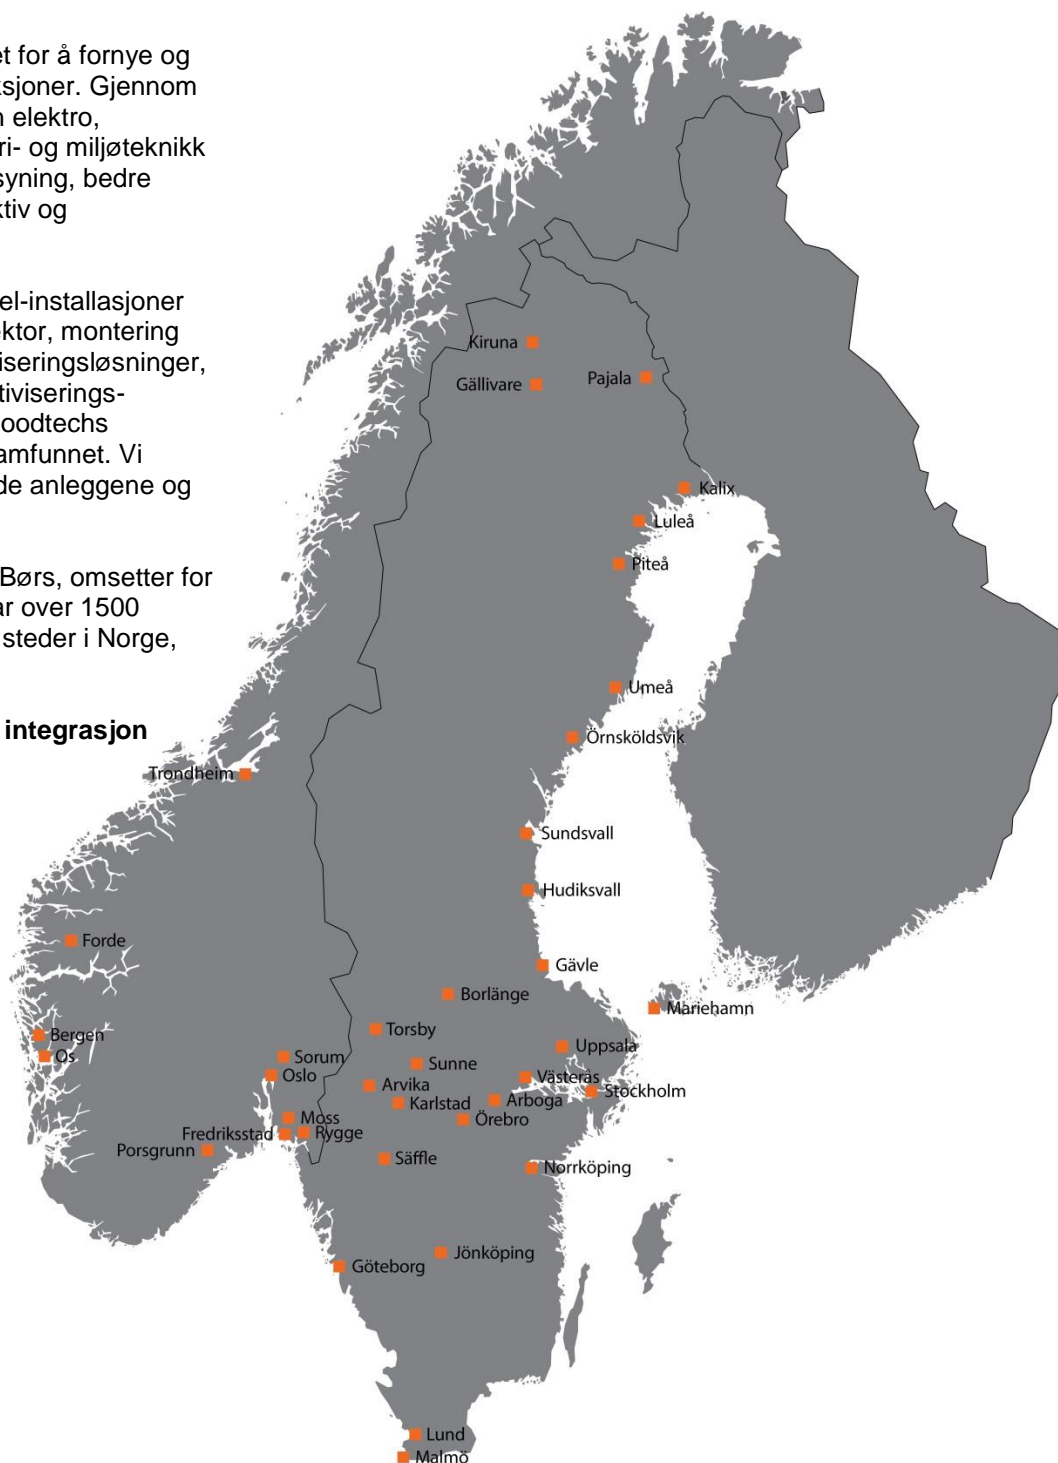 et for å fornye og
ksjoner. Gjennom
n elektro,
ri- og miljøteknikk
syning, bedre
ktiv og
el-installasjoner
ektor, montering
iseringsløsninger,
tiviserings-
oodtechs
amfunnet. Vi
de anleggene og
Børs, omsetter for
ar over 1500
steder i Norge,
integrasjon
Kiruna
Gällivare
Pajala
Kalix
Luleå
Piteå
Umeå
Örnsköldsvik
Trondheim
Sundsvall
Hudiksvall
Forde
Gävle
Borlänge
Mariehamn
Torsby
Bergen
Uppsala
Os
Sorum
Sunne
Oslo
Västerås
Arvika
Stockholm
Karlstad
Arboga
Moss
Örebro
Fredriksstad
Rygge
Porsgrunn
Säffle
Norrköping
Jönköping
Göteborg
Lund
Malmö